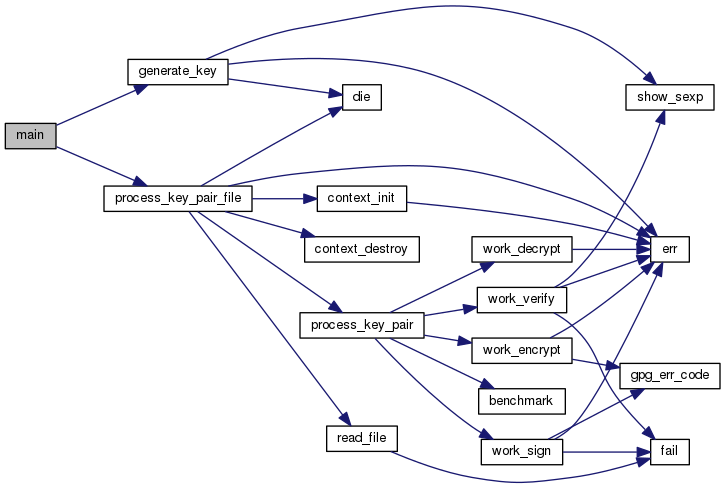 main
generate_key
die
show_sexp
process_key_pair_file
context_init
context_destroy
work_decrypt
err
work_verify
process_key_pair
work_encrypt
gpg_err_code
benchmark
read_file
work_sign
fail